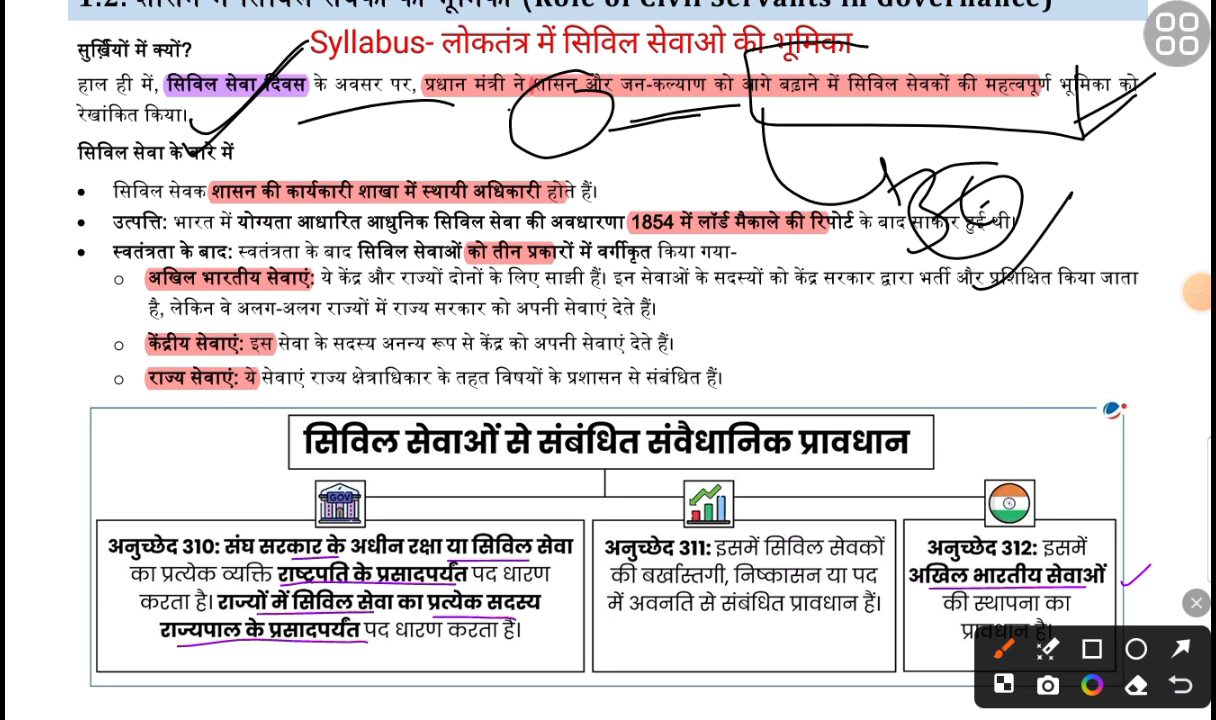 1.2. शासन में सिविल सेवकों की भूमिका (Role of Civil Servants in Governance)
Syllabus- लोकतंत्र में सिविल सेवाओ की भूमिका
सुर्ख़ियों में क्यों?
हाल ही में, सिविल सेवा दिवस के अवसर पर, प्रधान मंत्री ने शासन और जन-कल्याण को आगे बढ़ाने में सिविल सेवकों की महत्वपूर्ण भूमिका को
रेखांकित किया।
सिविल सेवा के बारे में
• सिविल सेवक शासन की कार्यकारी शाखा में स्थायी अधिकारी होते हैं।
• उत्पत्ति: भारत में योग्यता आधारित आधुनिक सिविल सेवा की अवधारणा 1854 में लॉर्ड मैकाले की रिपोर्ट के बाद साकार हुई थी।
• स्वतंत्रता के बाद: स्वतंत्रता के बाद सिविल सेवाओं को तीन प्रकारों में वर्गीकृत किया गया-
o अखिल भारतीय सेवाएं: ये केंद्र और राज्यों दोनों के लिए साझी हैं। इन सेवाओं के सदस्यों को केंद्र सरकार द्वारा भर्ती और प्रशिक्षित किया जाता
है, लेकिन वे अलग-अलग राज्यों में राज्य सरकार को अपनी सेवाएं देते हैं।
o केंद्रीय सेवाएं: इस सेवा के सदस्य अनन्य रूप से केंद्र को अपनी सेवाएं देते हैं।
o राज्य सेवाएं: ये सेवाएं राज्य क्षेत्राधिकार के तहत विषयों के प्रशासन से संबंधित हैं।
सिविल सेवाओं से संबंधित संवैधानिक प्रावधान
GOV
अनुच्छेद 310: संघ सरकार के अधीन रक्षा या सिविल सेवा
का प्रत्येक व्यक्ति राष्ट्रपति के प्रसादपर्यंत पद धारण
करता है। राज्यों में सिविल सेवा का प्रत्येक सदस्य
राज्यपाल के प्रसादपर्यंत पद धारण करता है।
अनुच्छेद 311: इसमें सिविल सेवकों
की बर्खास्तगी, निष्कासन या पद
में अवनति से संबंधित प्रावधान हैं।
अनुच्छेद 312: इसमें
अखिल भारतीय सेवाओं
की स्थापना का
प्रावधान है।